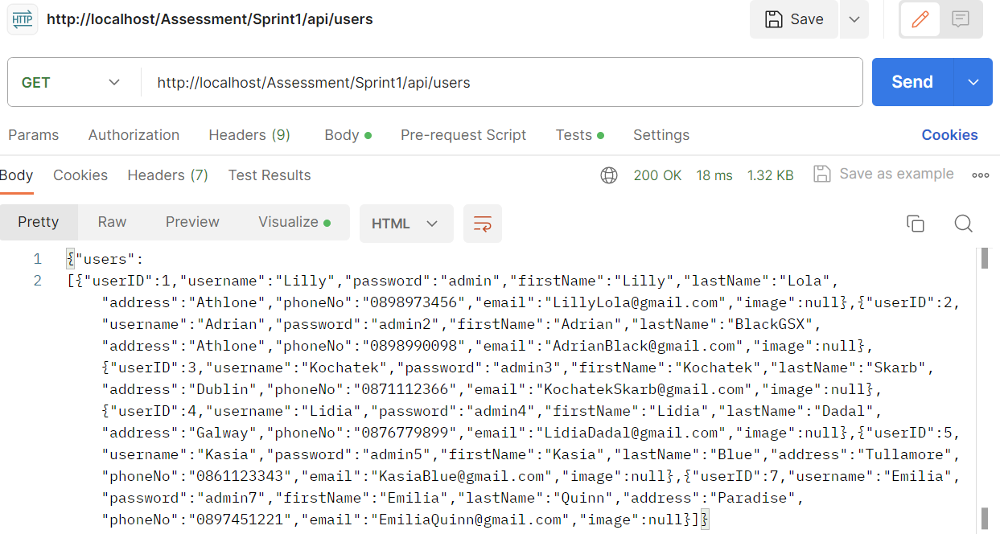 HTTP http://localhost/Assessment/Sprint1/api/users Save
GET http://localhost/Assessment/Sprint1/api/users Send
Params Authorization Headers (9) Body Pre-request Script Tests Settings Cookies
Body Cookies Headers (7) Test Results 200 OK 18 ms 1.32 KB Save as example
Pretty Raw Preview Visualize HTML
1 {"users":
2 [{"userID":1,"username":"Lilly","password":"admin","firstName":"Lilly","lastName":"Lola",
"address":"Athlone","phoneNo":"0898973456","email":"LillyLola@gmail.com","image":null},{"userID":2,
"username":"Adrian","password":"admin2","firstName":"Adrian","lastName":"BlackGSX",
"address":"Athlone","phoneNo":"0898990098","email":"AdrianBlack@gmail.com","image":null},
{"userID":3,"username":"Kochatek","password":"admin3","firstName":"Kochatek","lastName":"Skarb",
"address":"Dublin","phoneNo":"0871112366","email":"KochatekSkarb@gmail.com","image":null},
{"userID":4,"username":"Lidia","password":"admin4","firstName":"Lidia","lastName":"Dadal",
"address":"Galway","phoneNo":"0876779899","email":"LidiaDadal@gmail.com","image":null},{"userID":5,
"username":"Kasia","password":"admin5","firstName":"Kasia","lastName":"Blue","address":"Tullamore",
"phoneNo":"0861123343","email":"KasiaBlue@gmail.com","image":null},{"userID":7,"username":"Emilia",
"password":"admin7","firstName":"Emilia","lastName":"Quinn","address":"Paradise",
"phoneNo":"0897451221","email":"EmiliaQuinn@gmail.com","image":null}]}